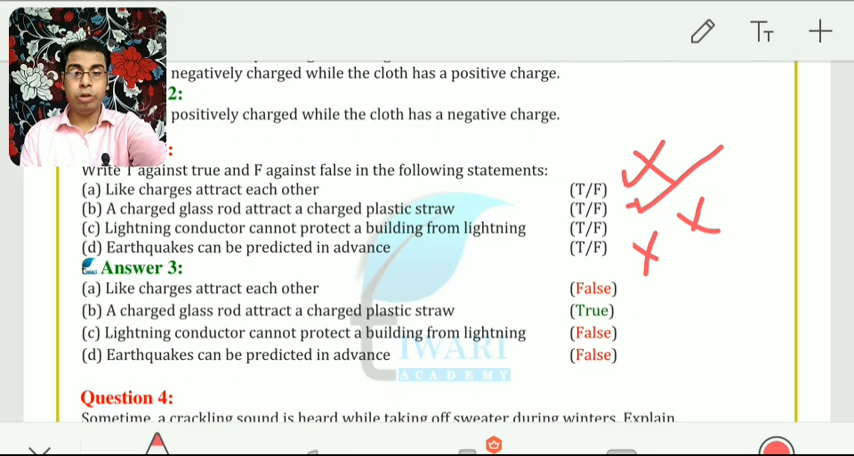 negatively charged while the cloth has a positive charge.
2:
positively charged while the cloth has a negative charge.
:
Write T against true and F against false in the following statements:
(a) Like charges attract each other (T/F)
(b) A charged glass rod attract a charged plastic straw (T/F)
(c) Lightning conductor cannot protect a building from lightning (T/F)
(d) Earthquakes can be predicted in advance (T/F)
Answer 3:
(a) Like charges attract each other (False)
(b) A charged glass rod attract a charged plastic straw (True)
(c) Lightning conductor cannot protect a building from lightning (False)
(d) Earthquakes can be predicted in advance (False)
TIWARI
ACADEMY
Question 4:
Sometime, a crackling sound is heard while taking off sweater during winters. Explain.